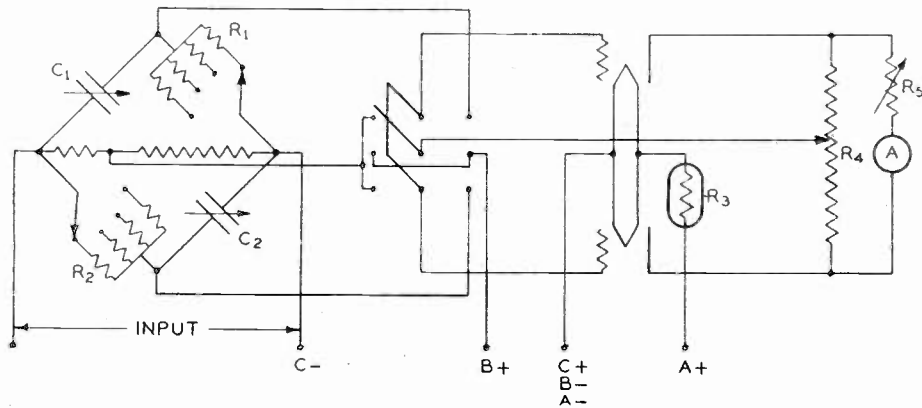 R1
C1
R5
A
R4
R3
C2
R2
INPUT
C-
B+
C+
B-
A-
A+